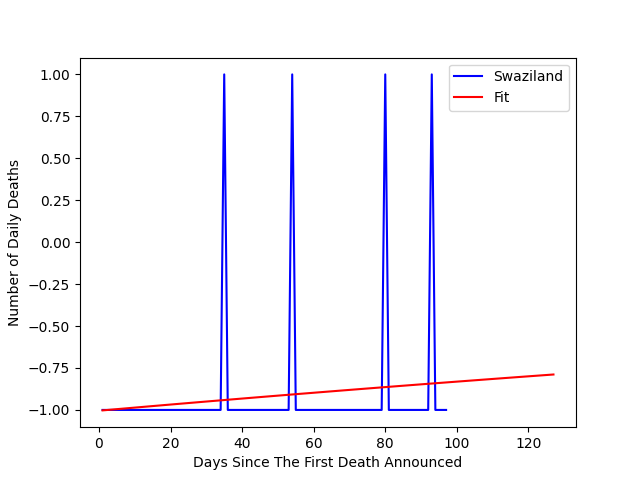 Swaziland
Fit
1.00
0.75
0.50
0.25
0.00
−0.25
−0.50
−0.75
−1.00
Number of Daily Deaths
0 20 40 60 80 100 120
Days Since The First Death Announced